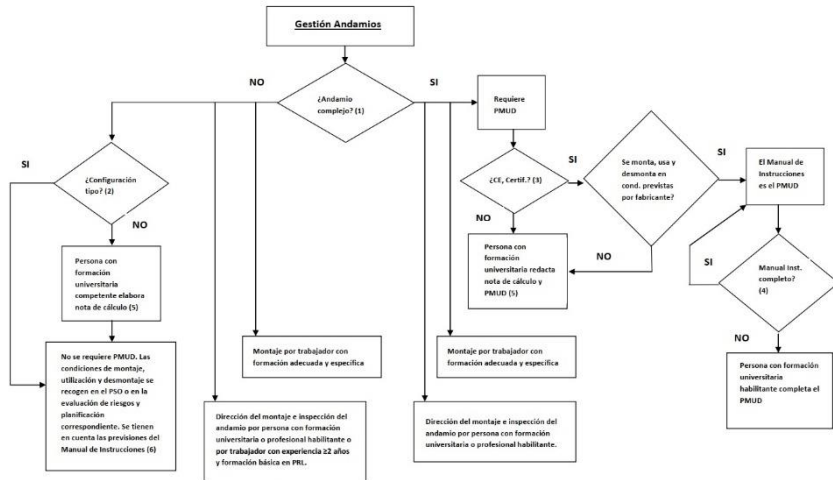 Gestión Andamios
NO
SI
¿Andamio
complejo? (1)
Requiere
PMUD
SI
¿Configuración
tipo? (2)
NO
Persona con
formación
universitaria
competente elabora
nota de cálculo (5)
No se requiere PMUD. Las
condiciones de montaje,
utilización y desmontaje se
recogen en el PSO o en la
evaluación de riesgos y
planificación
correspondiente. Se tienen
en cuenta las previsiones del
Manual de Instrucciones (6)
Montaje por trabajador con
formación adecuada y específica
Dirección del montaje e inspección del
andamio por persona con formación
universitaria o profesional habilitante o
por trabajador con experiencia ≥2 años
y formación básica en PRL.
¿CE, Certif.? (3)
SI
NO
Persona con
formación
universitaria redacta
nota de cálculo y
PMUD (5)
Montaje por trabajador con
formación adecuada y específica
Dirección del montaje e inspección del
andamio por persona con formación
universitaria o profesional habilitante.
Se monta, usa y
desmonta en
cond. previstas
por fabricante?
SI
NO
El Manual de
Instrucciones
es el PMUD
SI
Manual Inst.
completo?
(4)
NO
Persona con formación
universitaria
habilitante completa el
PMUD